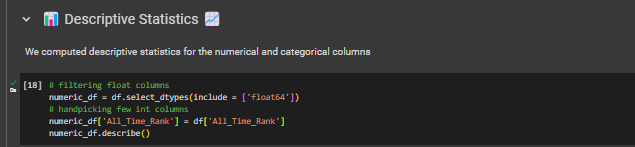 Descriptive Statistics
We computed descriptive statistics for the numerical and categorical columns
[18] # filtering float columns
numeric_df = df.select_dtypes(include = ['float64'])
# handpicking few int columns
numeric_df['All_Time_Rank'] = df['All_Time_Rank']
numeric_df.describe()